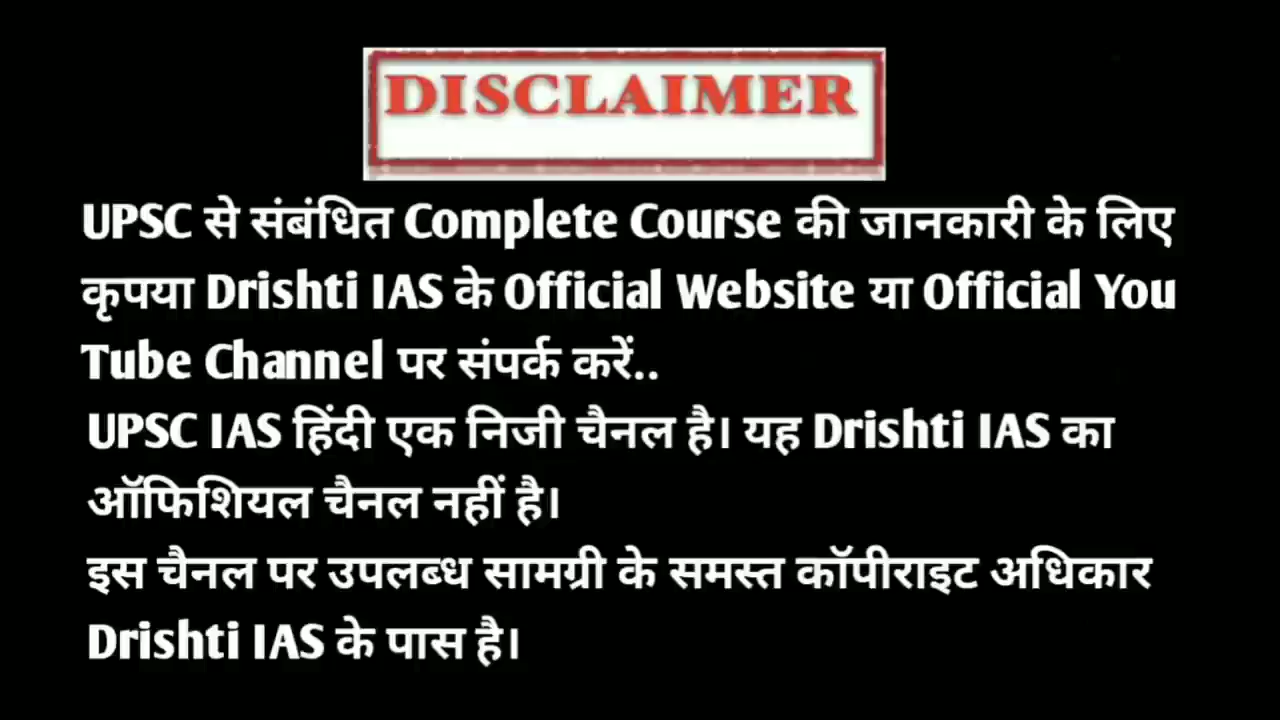 DISCLAIMER
UPSC से संबंधित Complete Course की जानकारी के लिए
कृपया Drishti IAS के Official Website या Official You
Tube Channel पर संपर्क करें..
UPSC IAS हिंदी एक निजी चैनल है। यह Drishti IAS का
ऑफिशियल चैनल नहीं है।
इस चैनल पर उपलब्ध सामग्री के समस्त कॉपीराइट अधिकार
Drishti IAS के पास है।